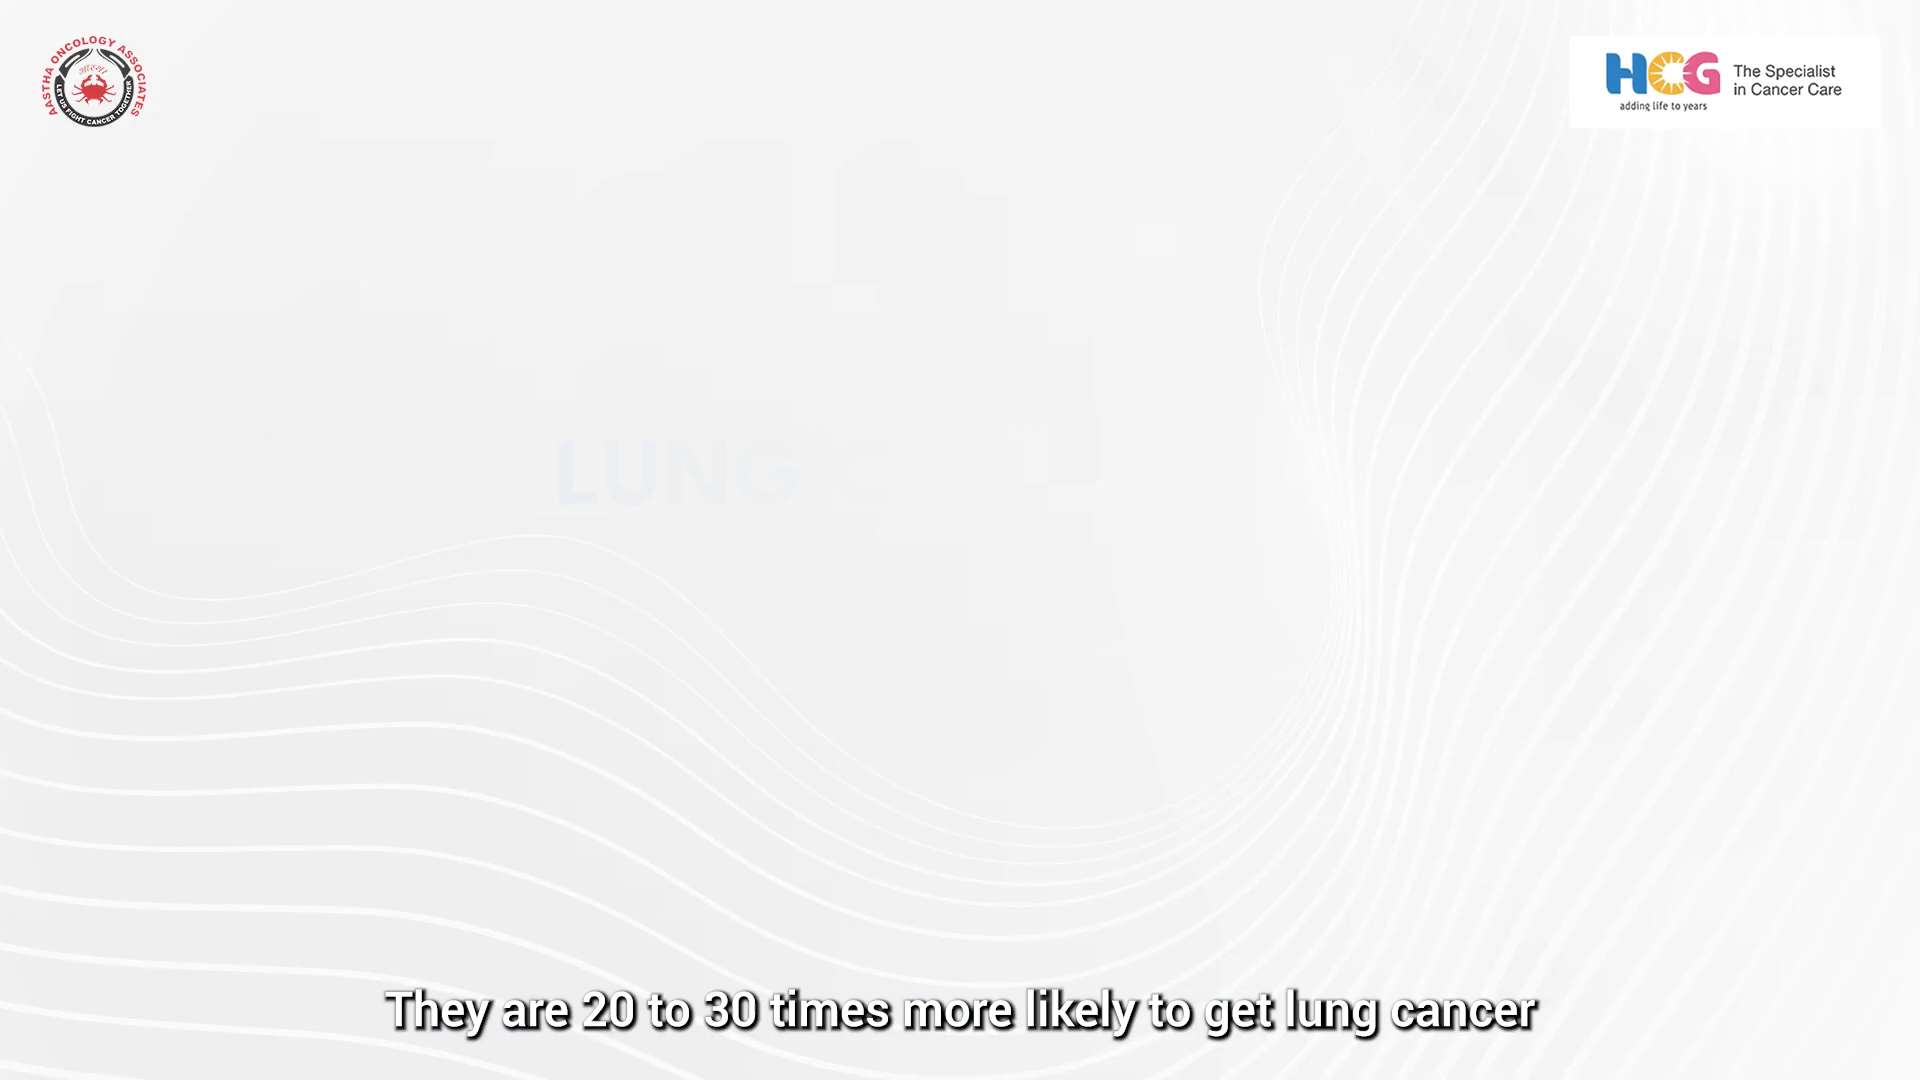 AASTHA ONCOLOGY ASSOCIATES
आस्था
LET US FIGHT CANCER TOGETHER
HCG
adding life to years
The Specialist
in Cancer Care
LUNG
They are 20 to 30 times more likely to get lung cancer